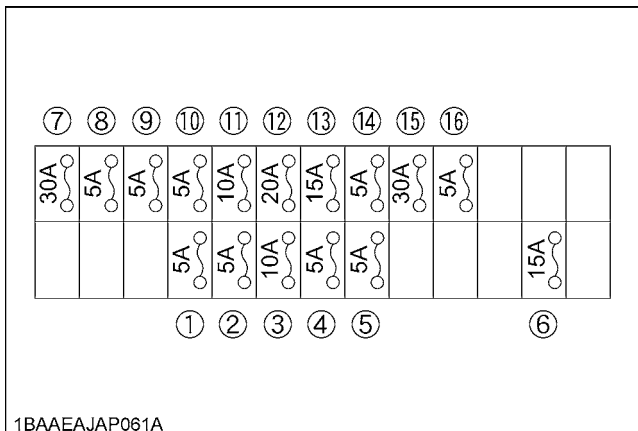 ⑦ ⑧ ⑨ ⑩ ⑪ ⑫ ⑬ ⑭ ⑮ ⑯
30A 5A 5A 5A 10A 20A 15A 5A 30A 5A
5A 5A 10A 5A 5A 15A
① ② ③ ④ ⑤ ⑥
1BAAEAJAP061A